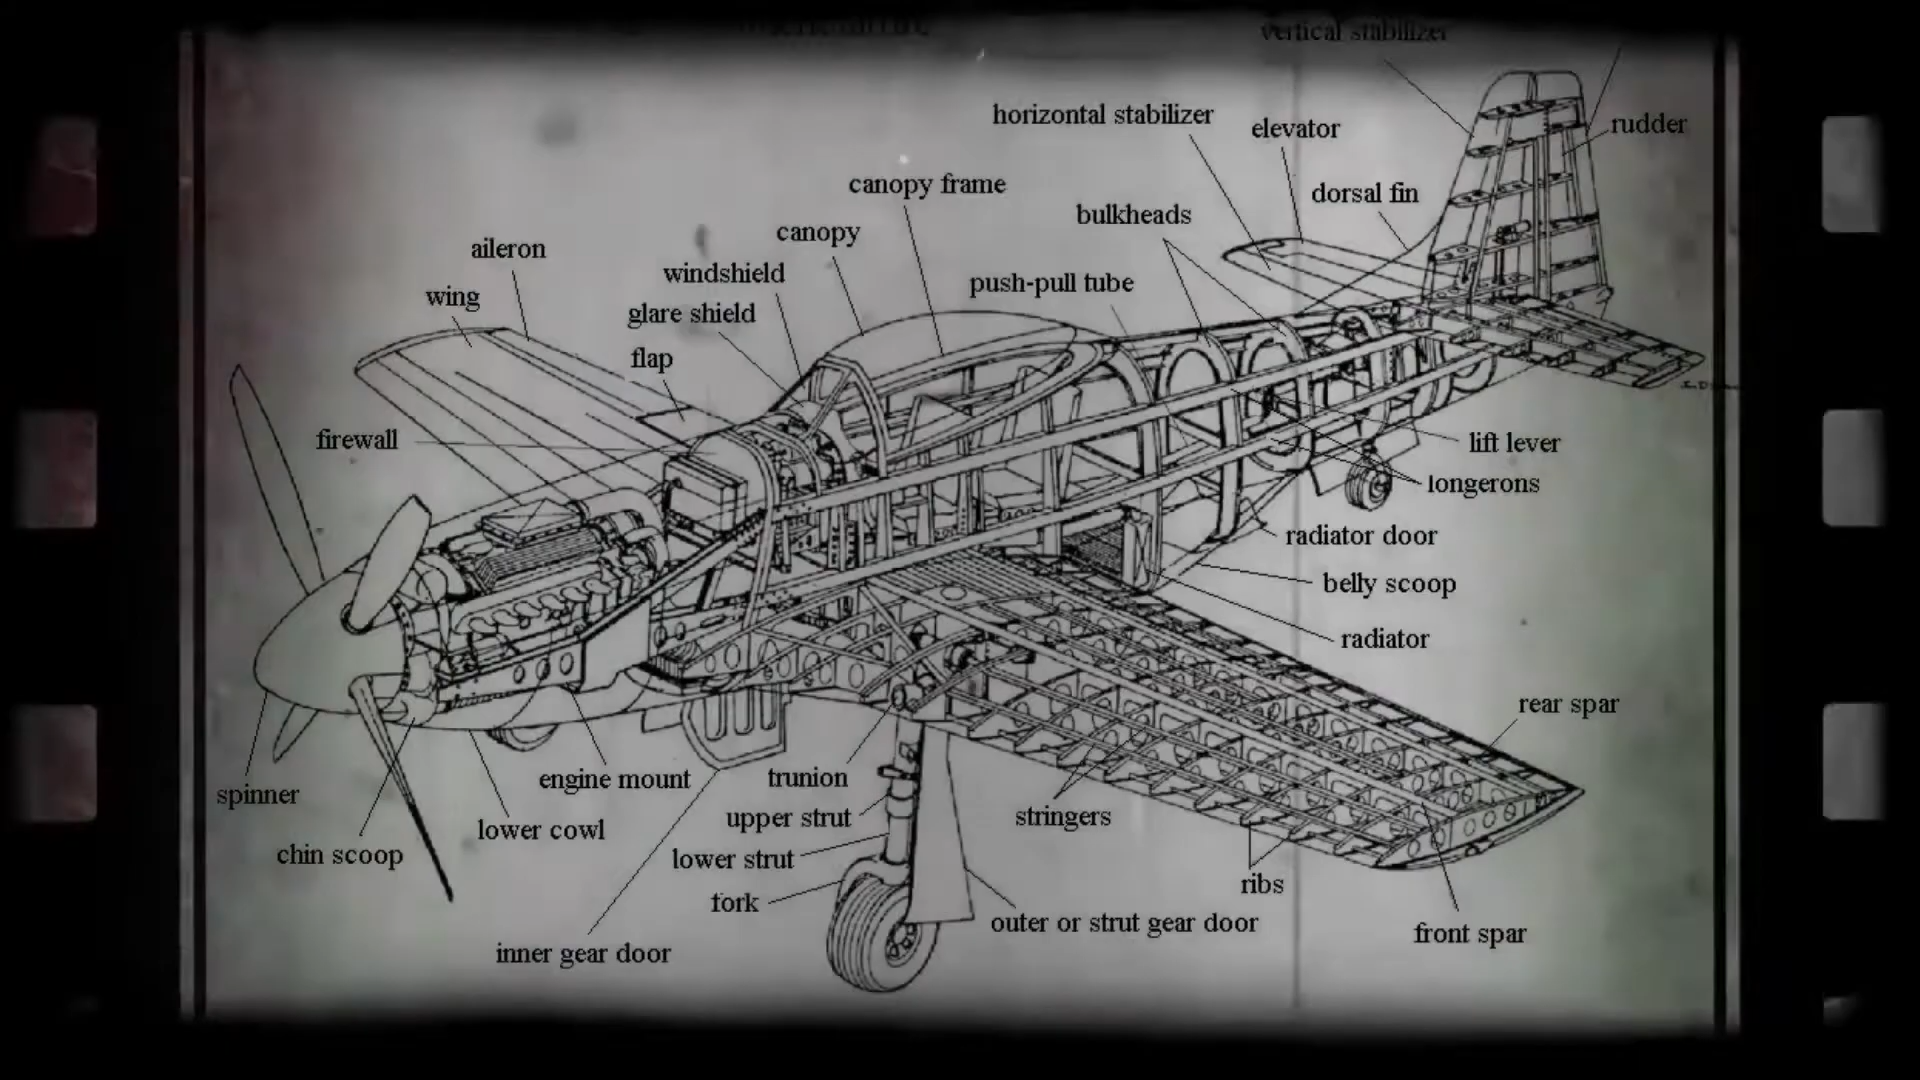 vertical stabilizer
horizontal stabilizer
elevator
rudder
canopy frame
dorsal fin
bulkheads
canopy
aileron
windshield
push-pull tube
wing
glare shield
flap
firewall
lift lever
longerons
radiator door
belly scoop
radiator
rear spar
spinner
engine mount
trunion
upper strut
stringers
lower cowl
chin scoop
lower strut
ribs
fork
outer or strut gear door
front spar
inner gear door